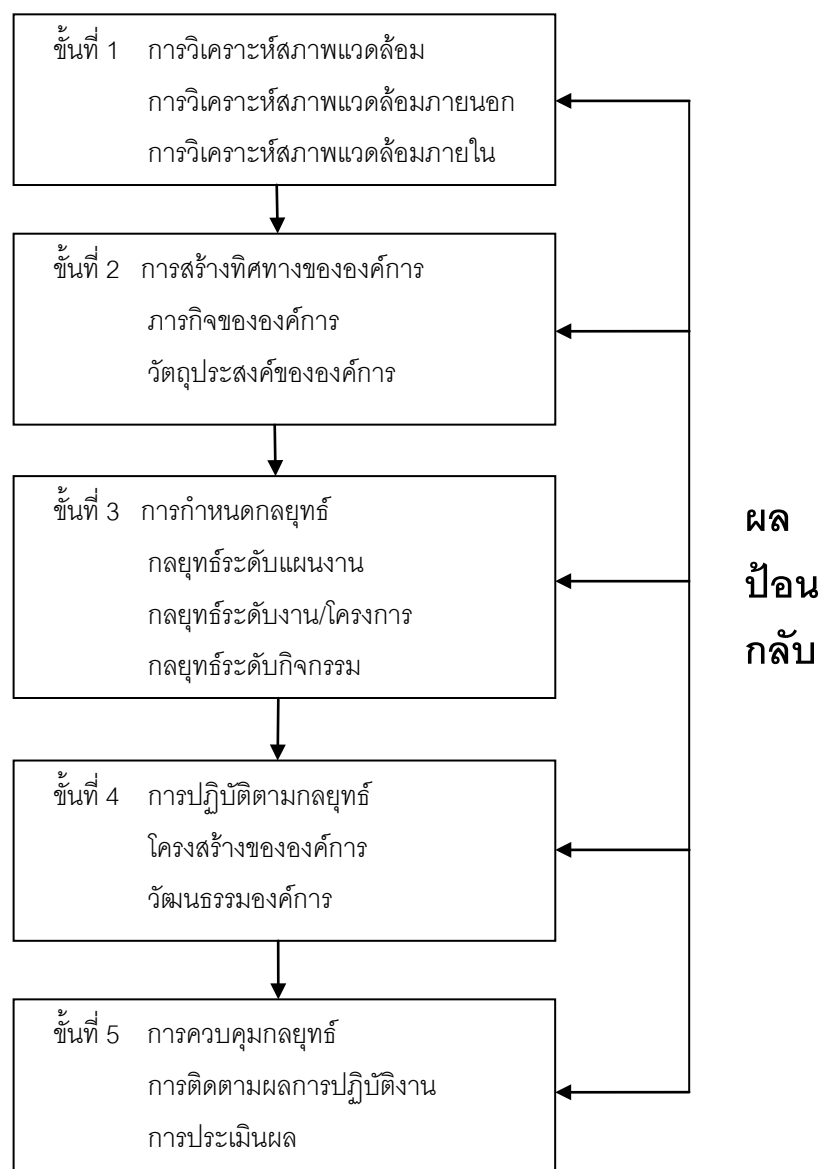 ขั้นที่ 1 การวิเคราะห์สภาพแวดล้อม
การวิเคราะห์สภาพแวดล้อมภายนอก
การวิเคราะห์สภาพแวดล้อมภายใน
ขั้นที่ 2 การสร้างทิศทางขององค์การ
ภารกิจขององค์การ
วัตถุประสงค์ขององค์การ
ขั้นที่ 3 การกำหนดกลยุทธ์
กลยุทธ์ระดับแผนงาน
กลยุทธ์ระดับงาน/โครงการ
กลยุทธ์ระดับกิจกรรม
ขั้นที่ 4 การปฏิบัติตามกลยุทธ์
โครงสร้างขององค์การ
วัฒนธรรมองค์การ
ขั้นที่ 5 การควบคุมกลยุทธ์
การติดตามผลการปฏิบัติงาน
การประเมินผล
ผล
ป้อน
กลับ